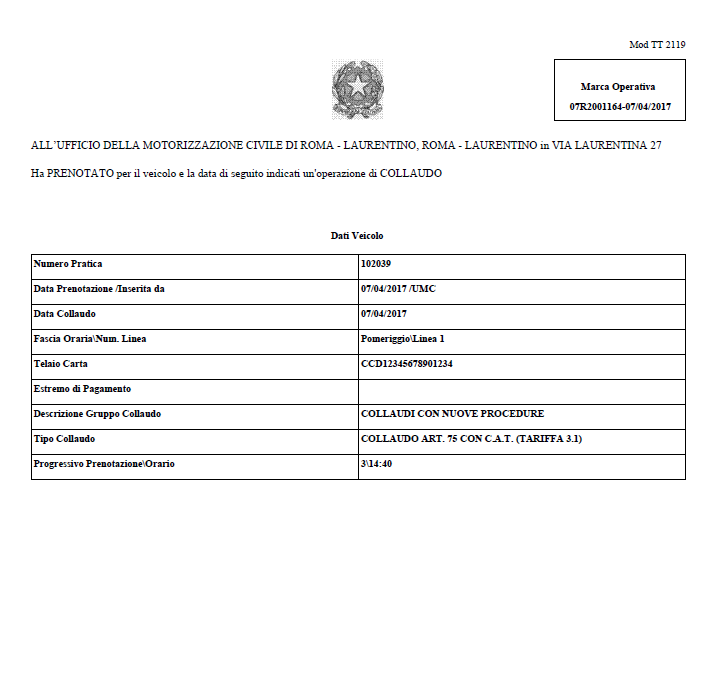 Mod TT 2119
Marca Operativa
07R2001164-07/04/2017
ALL'UFFICIO DELLA MOTORIZZAZIONE CIVILE DI ROMA - LAURENTINO, ROMA - LAURENTINO in VIA LAURENTINA 27
Ha PRENOTATO per il veicolo e la data di seguito indicati un'operazione di COLLAUDO
Dati Veicolo
Numero Pratica 102039
Data Prenotazione /Inserita da 07/04/2017 /UMC
Data Collaudo 07/04/2017
Fascia Oraria\Num. Linea Pomeriggio\Linea 1
Telaio Carta CCD12345678901234
Estremo di Pagamento
Descrizione Gruppo Collaudo COLLAUDI CON NUOVE PROCEDURE
Tipo Collaudo COLLAUDO ART. 75 CON C.A.T. (TARIFFA 3.1)
Progressivo Prenotazione\Orario 3\14:40